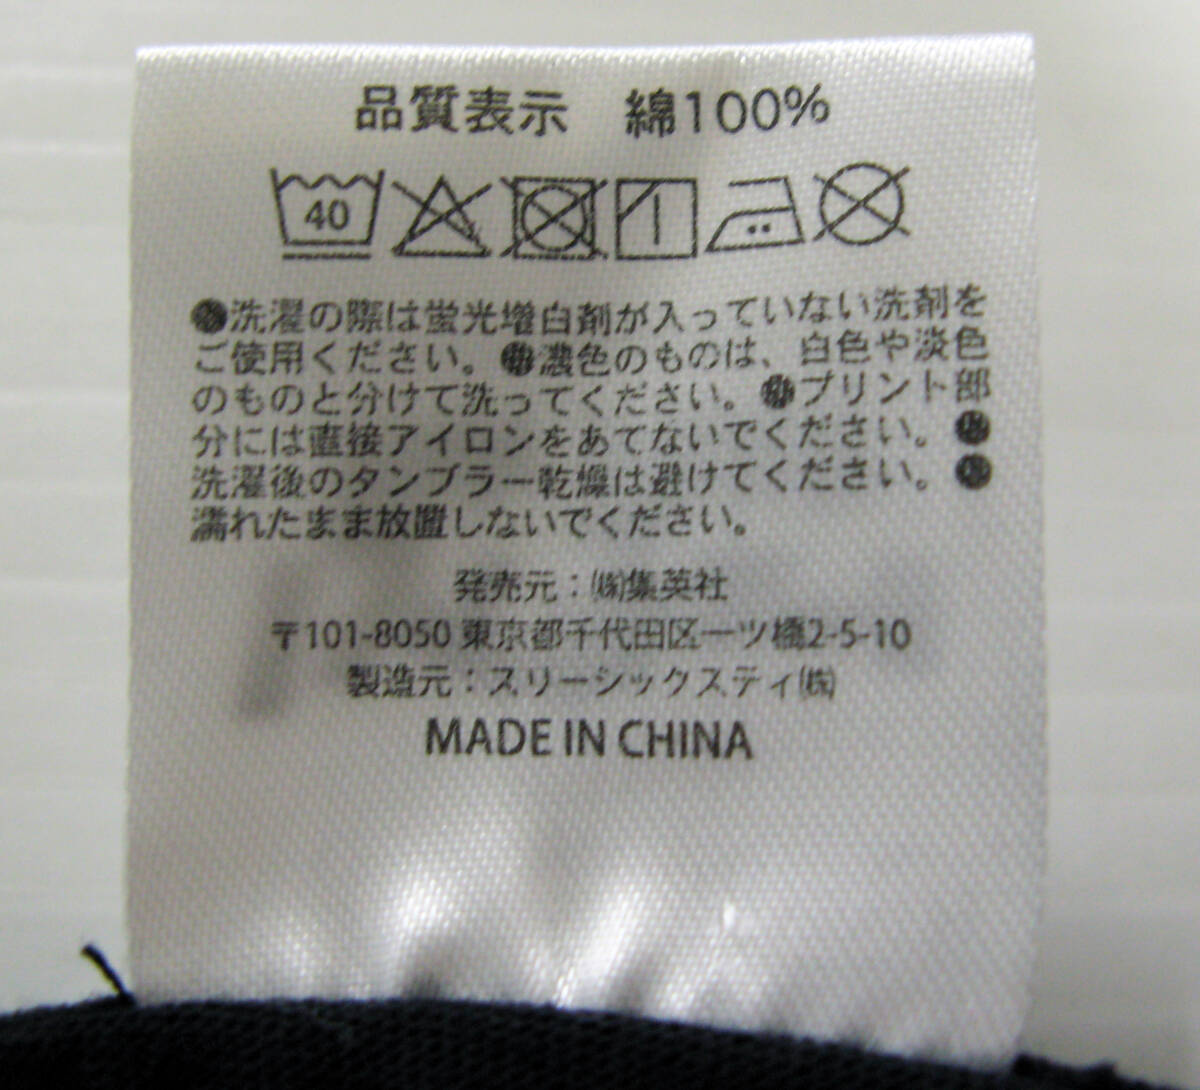 品質表示 綿100%
40
●洗濯の際は蛍光増白剤が入っていない洗剤を
ご使用ください。●濃色のものは、白色や淡色
のものと分けて洗ってください。●プリント部
分には直接アイロンをあてないでください。●
洗濯後のタンブラー乾燥は避けてください。●
濡れたまま放置しないでください。
発売元：㈱集英社
〒101-8050 東京都千代田区一ツ橋2-5-10
製造元：スリーシックスティ㈱
MADE IN CHINA